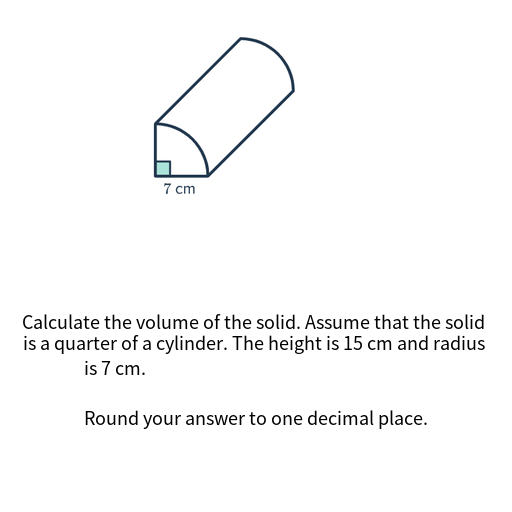 7 cm
Calculate the volume of the solid. Assume that the solid
is a quarter of a cylinder. The height is 15 cm and radius
is 7 cm.
Round your answer to one decimal place.